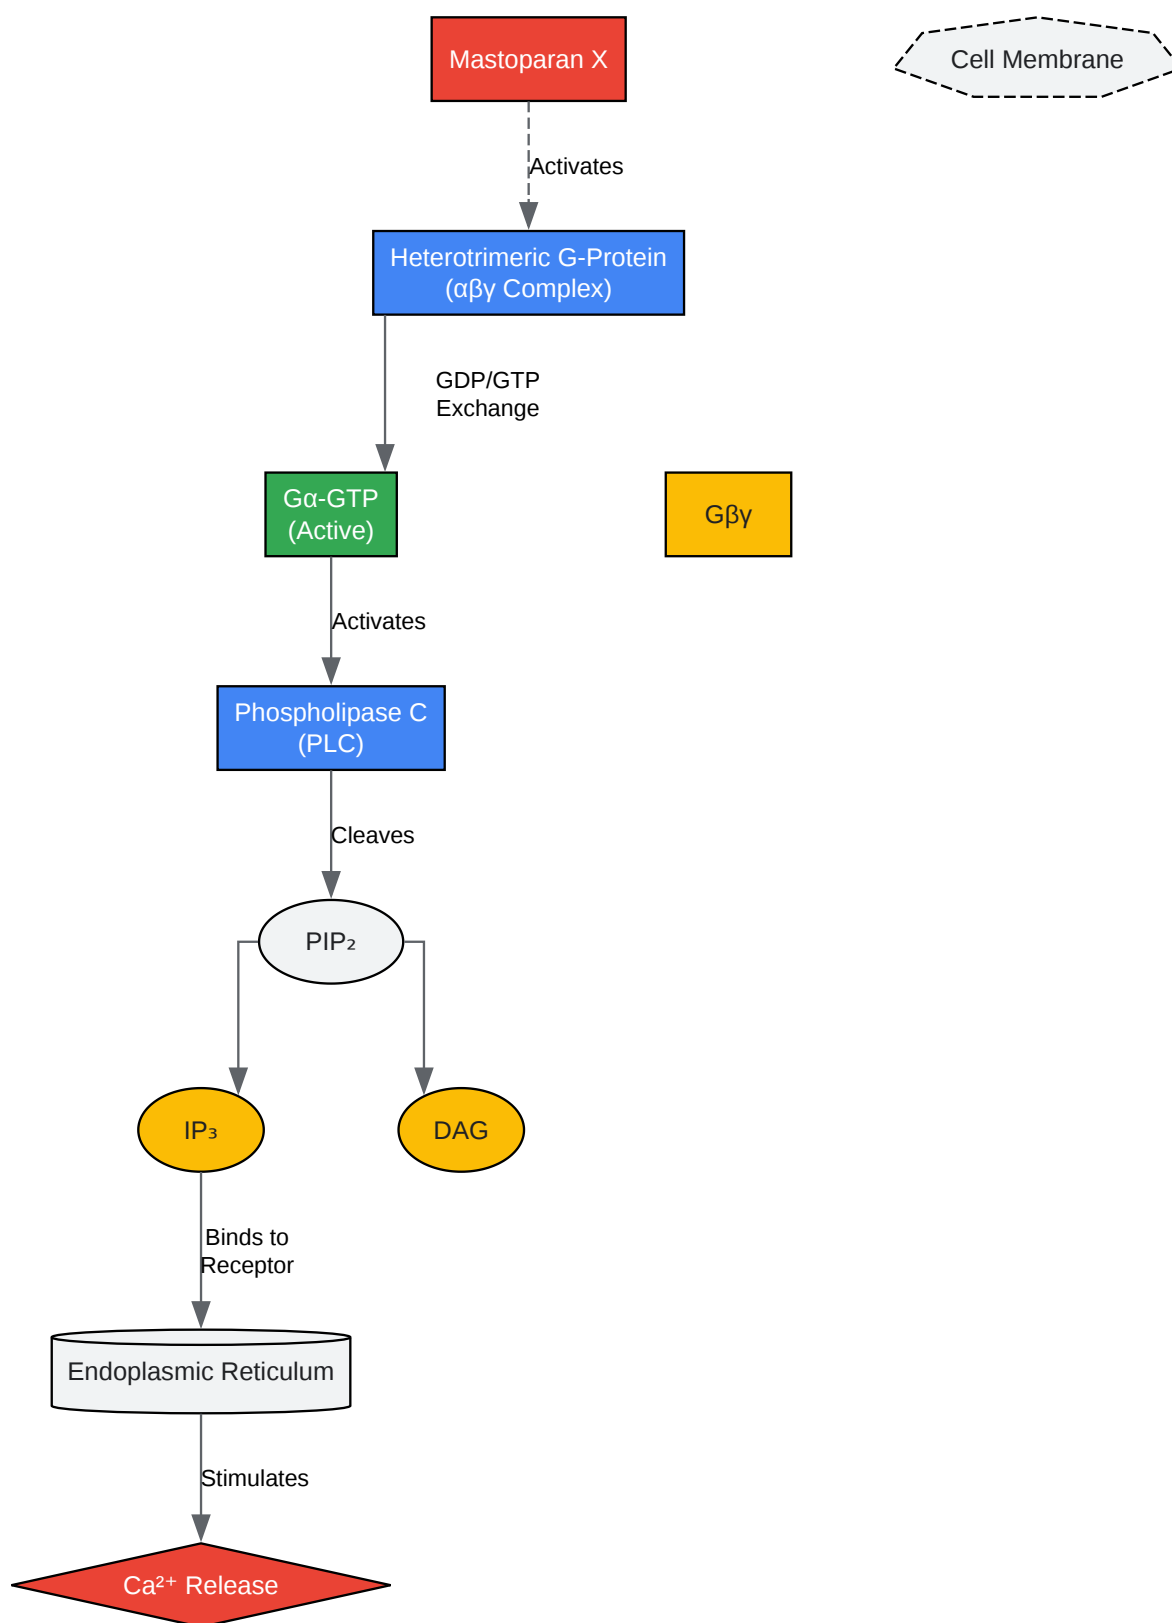 Mastoparan X
Cell Membrane
Activates
Heterotrimeric G-Protein
(αβγ Complex)
GDP/GTP
Exchange
Gα-GTP
(Active)
Gβγ
Activates
Phospholipase C
(PLC)
Cleaves
PIP₂
IP₃
DAG
Binds to
Receptor
Endoplasmic Reticulum
Stimulates
Ca²⁺ Release